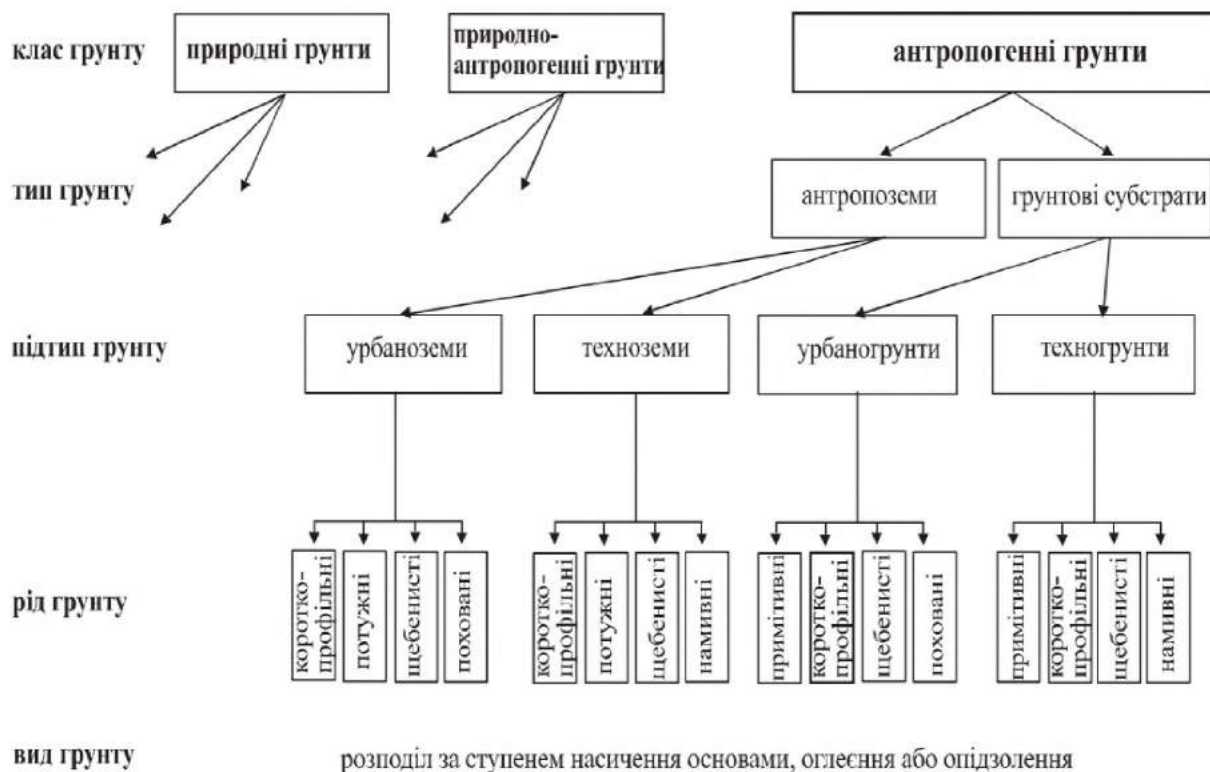 клас грунту
природні грунти
природно-
антропогенні грунти
антропогенні грунти
тип грунту
антропоземи
грунтові субстрати
підтип грунту
урбаноземи
техноземи
урбаногрунти
техногрунти
рід грунту
коротко-
профільні
потужні
щебенисті
поховані
коротко-
профільні
потужні
щебенисті
намивні
примітивні
коротко-
профільні
щебенисті
поховані
примітивні
коротко-
профільні
щебенисті
намивні
вид грунту
розподіл за ступенем насичення основами, оглеєння або опідзолення